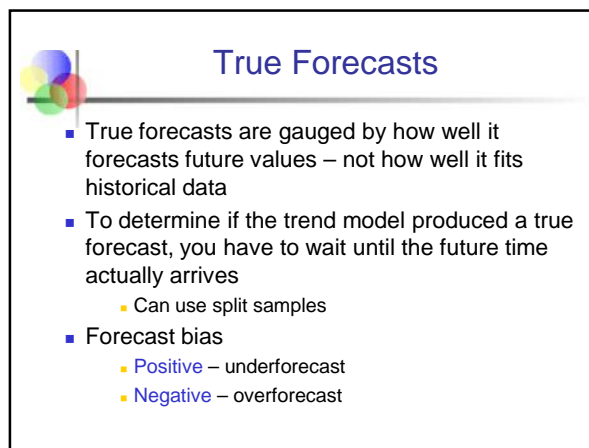 True Forecasts
True forecasts are gauged by how well it
forecasts future values – not how well it fits
historical data
To determine if the trend model produced a true
forecast, you have to wait until the future time
actually arrives
Can use split samples
Forecast bias
Positive – underforecast
Negative – overforecast